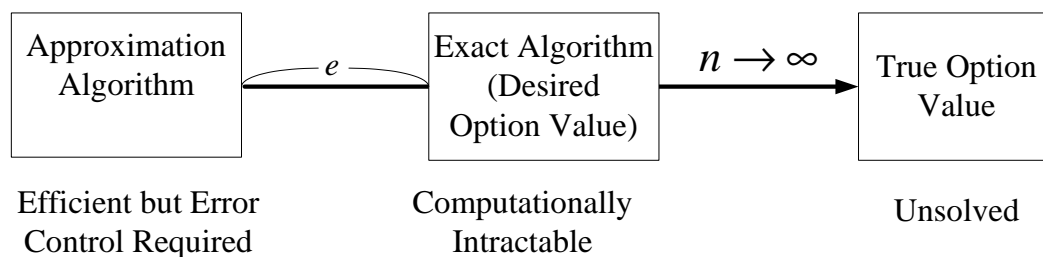 Approximation
Algorithm
e
Exact Algorithm
(Desired
Option Value)
n → ∞
True Option
Value
Efficient but Error
Control Required
Computationally
Intractable
Unsolved